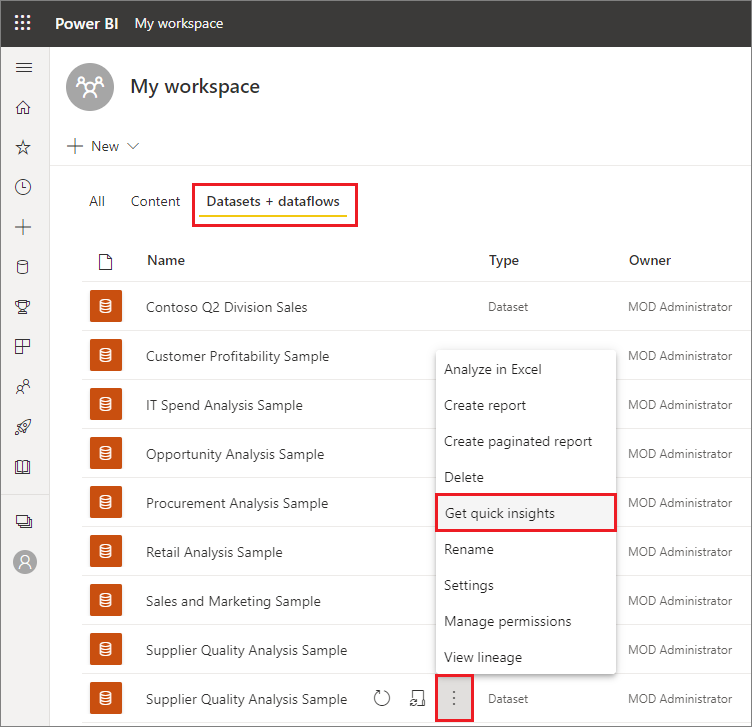 Power BI My workspace
My workspace
New
All Content Datasets + dataflows
Name Type Owner
Contoso Q2 Division Sales Dataset MOD Administrator
Customer Profitability Sample MOD Administrator
Analyze in Excel
IT Spend Analysis Sample MOD Administrator
Create report
Create paginated report
Opportunity Analysis Sample MOD Administrator
Delete
Procurement Analysis Sample MOD Administrator
Get quick insights
Retail Analysis Sample MOD Administrator
Rename
Settings
Sales and Marketing Sample MOD Administrator
Manage permissions
Supplier Quality Analysis Sample MOD Administrator
View lineage
Supplier Quality Analysis Sample Dataset MOD Administrator